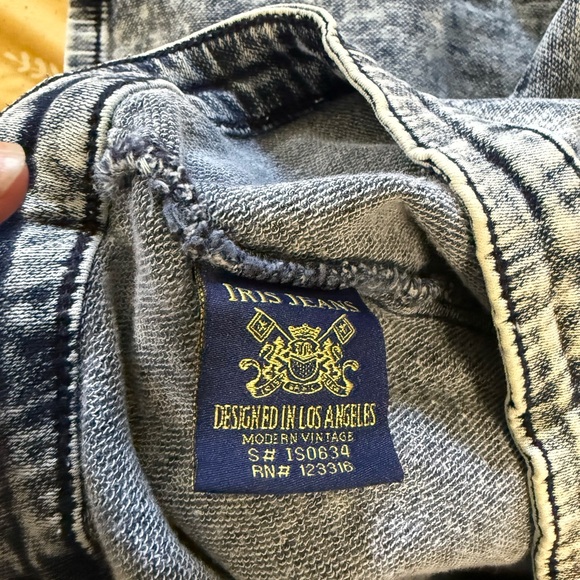 IRIS JEANS
DESIGNED IN LOS ANGELES
MODERN VINTAGE
S# IS0634
RN# 123316